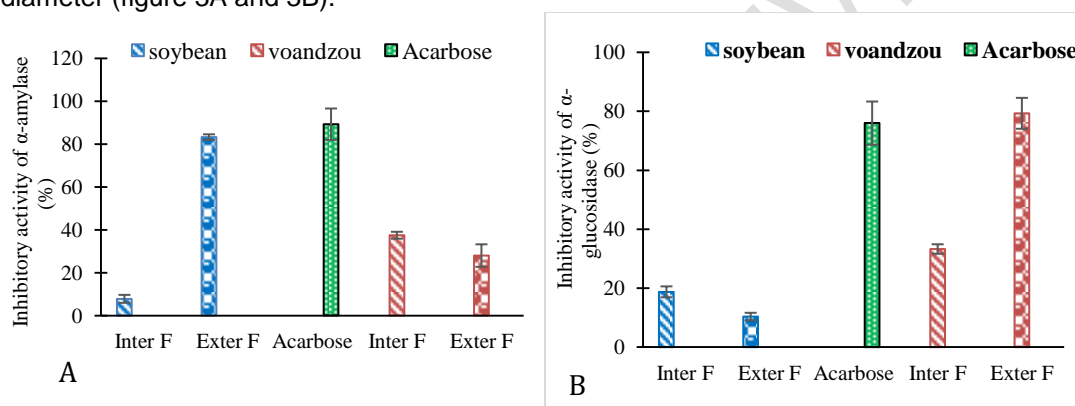 diameter (figure 3A and 3B).
soybean voandzou Acarbose
Inhibitory activity of α-amylase
(%)
120
100
80
60
40
20
0
Inter F Exter F Acarbose Inter F Exter F
A
soybean voandzou Acarbose
Inhibitory activity of α-
glucosidase (%)
100
80
60
40
20
0
Inter F Exter F Acarbose Inter F Exter F
B